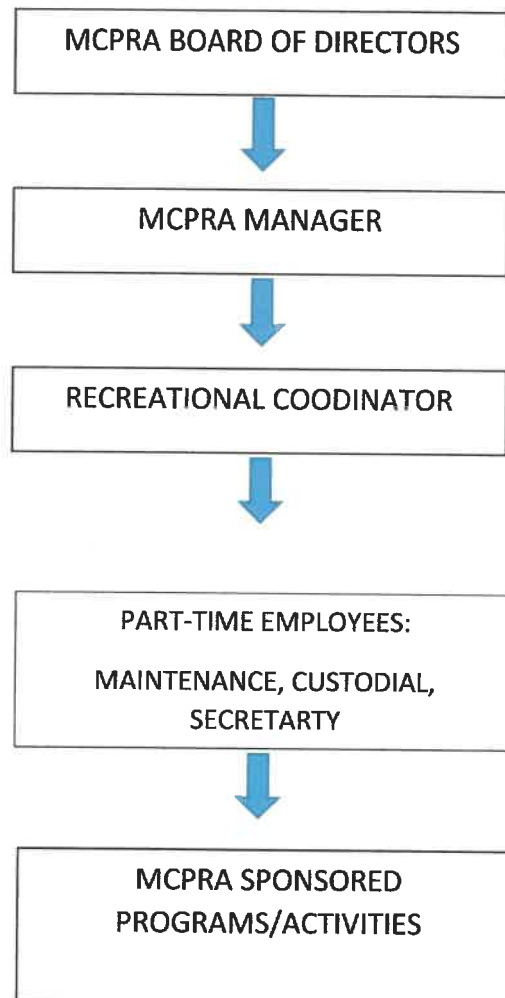 MCPRA BOARD OF DIRECTORS
MCPRA MANAGER
RECREATIONAL COODINATOR
PART-TIME EMPLOYEES:
MAINTENANCE, CUSTODIAL,
SECRETARTY
MCPRA SPONSORED
PROGRAMS/ACTIVITIES